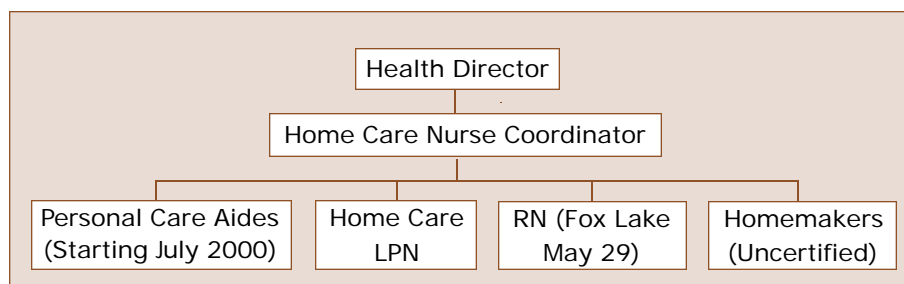 Health Director
Home Care Nurse Coordinator
Personal Care Aides
(Starting July 2000)
Home Care
LPN
RN (Fox Lake
May 29)
Homemakers
(Uncertified)